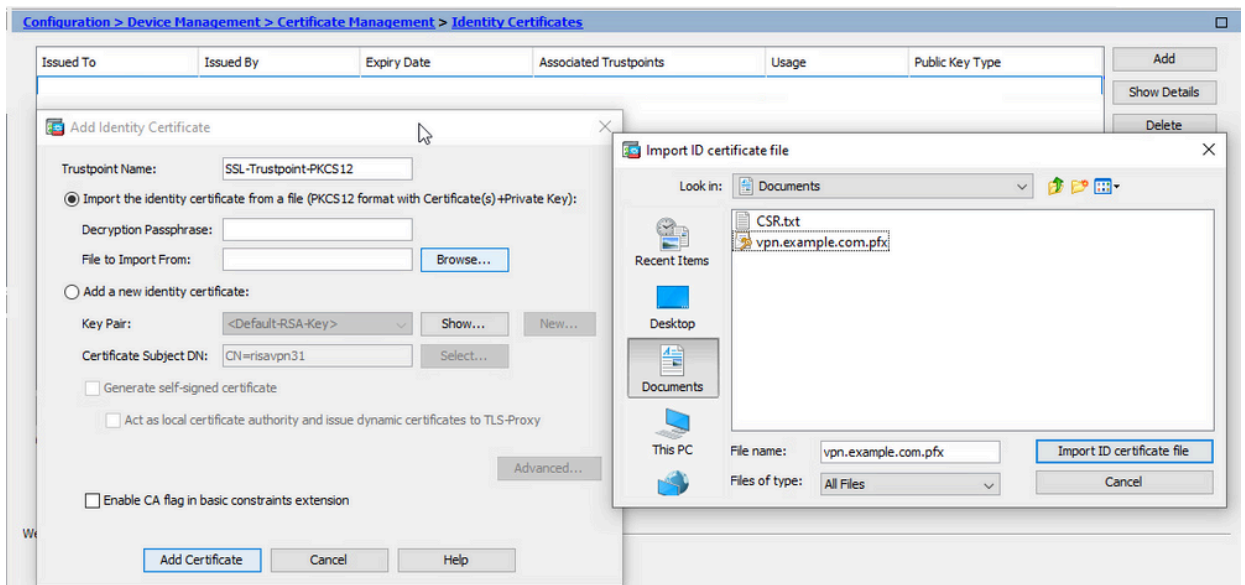 Configuration > Device Management > Certificate Management > Identity Certificates
Issued To Issued By Expiry Date Associated Trustpoints Usage Public Key Type
Add
Show Details
Delete
Add Identity Certificate
Trustpoint Name: SSL-Trustpoint-PKCS12
Import the identity certificate from a file (PKCS12 format with Certificate(s)+Private Key):
Decryption Passphrase:
File to Import From: Browse...
Add a new identity certificate:
Key Pair: <Default-RSA-Key> Show... New...
Certificate Subject DN: CN=risavpn31 Select...
Generate self-signed certificate
Act as local certificate authority and issue dynamic certificates to TLS-Proxy
Advanced...
Enable CA flag in basic constraints extension
Add Certificate Cancel Help
Import ID certificate file
Look in: Documents
CSR.txt
vpn.example.com.pfx
Recent Items
Desktop
Documents
This PC
File name: vpn.example.com.pfx Import ID certificate file
Files of type: All Files Cancel